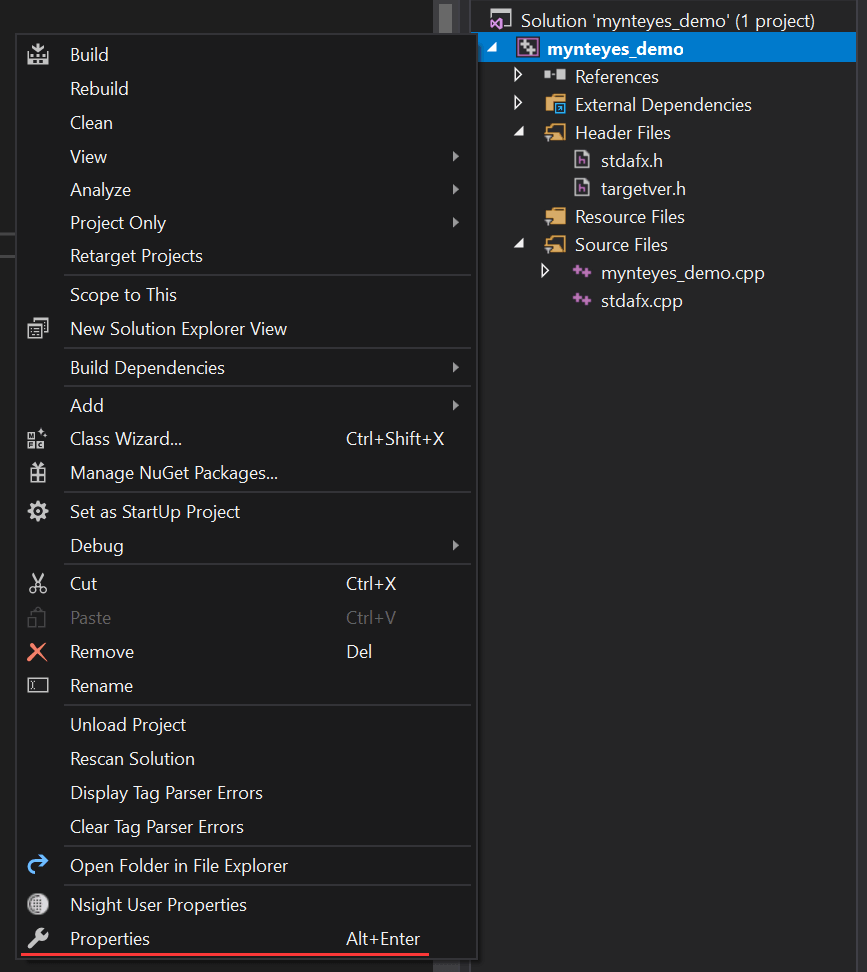 Build
Rebuild
Clean
View
Analyze
Project Only
Retarget Projects
Scope to This
New Solution Explorer View
Build Dependencies
Add
Class Wizard... Ctrl+Shift+X
Manage NuGet Packages...
Set as StartUp Project
Debug
Cut Ctrl+X
Paste Ctrl+V
Remove Del
Rename
Unload Project
Rescan Solution
Display Tag Parser Errors
Clear Tag Parser Errors
Open Folder in File Explorer
Nsight User Properties
Properties Alt+Enter
Solution 'mynteyes_demo' (1 project)
mynteyes_demo
References
External Dependencies
Header Files
stdafx.h
targetver.h
Resource Files
Source Files
mynteyes_demo.cpp
stdafx.cpp